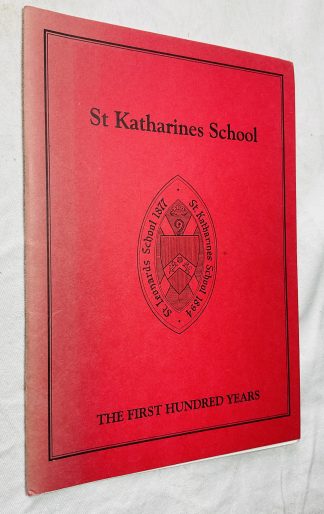 St Katharines School
St Leonards School 1877
St Katharines School 1894
THE FIRST HUNDRED YEARS